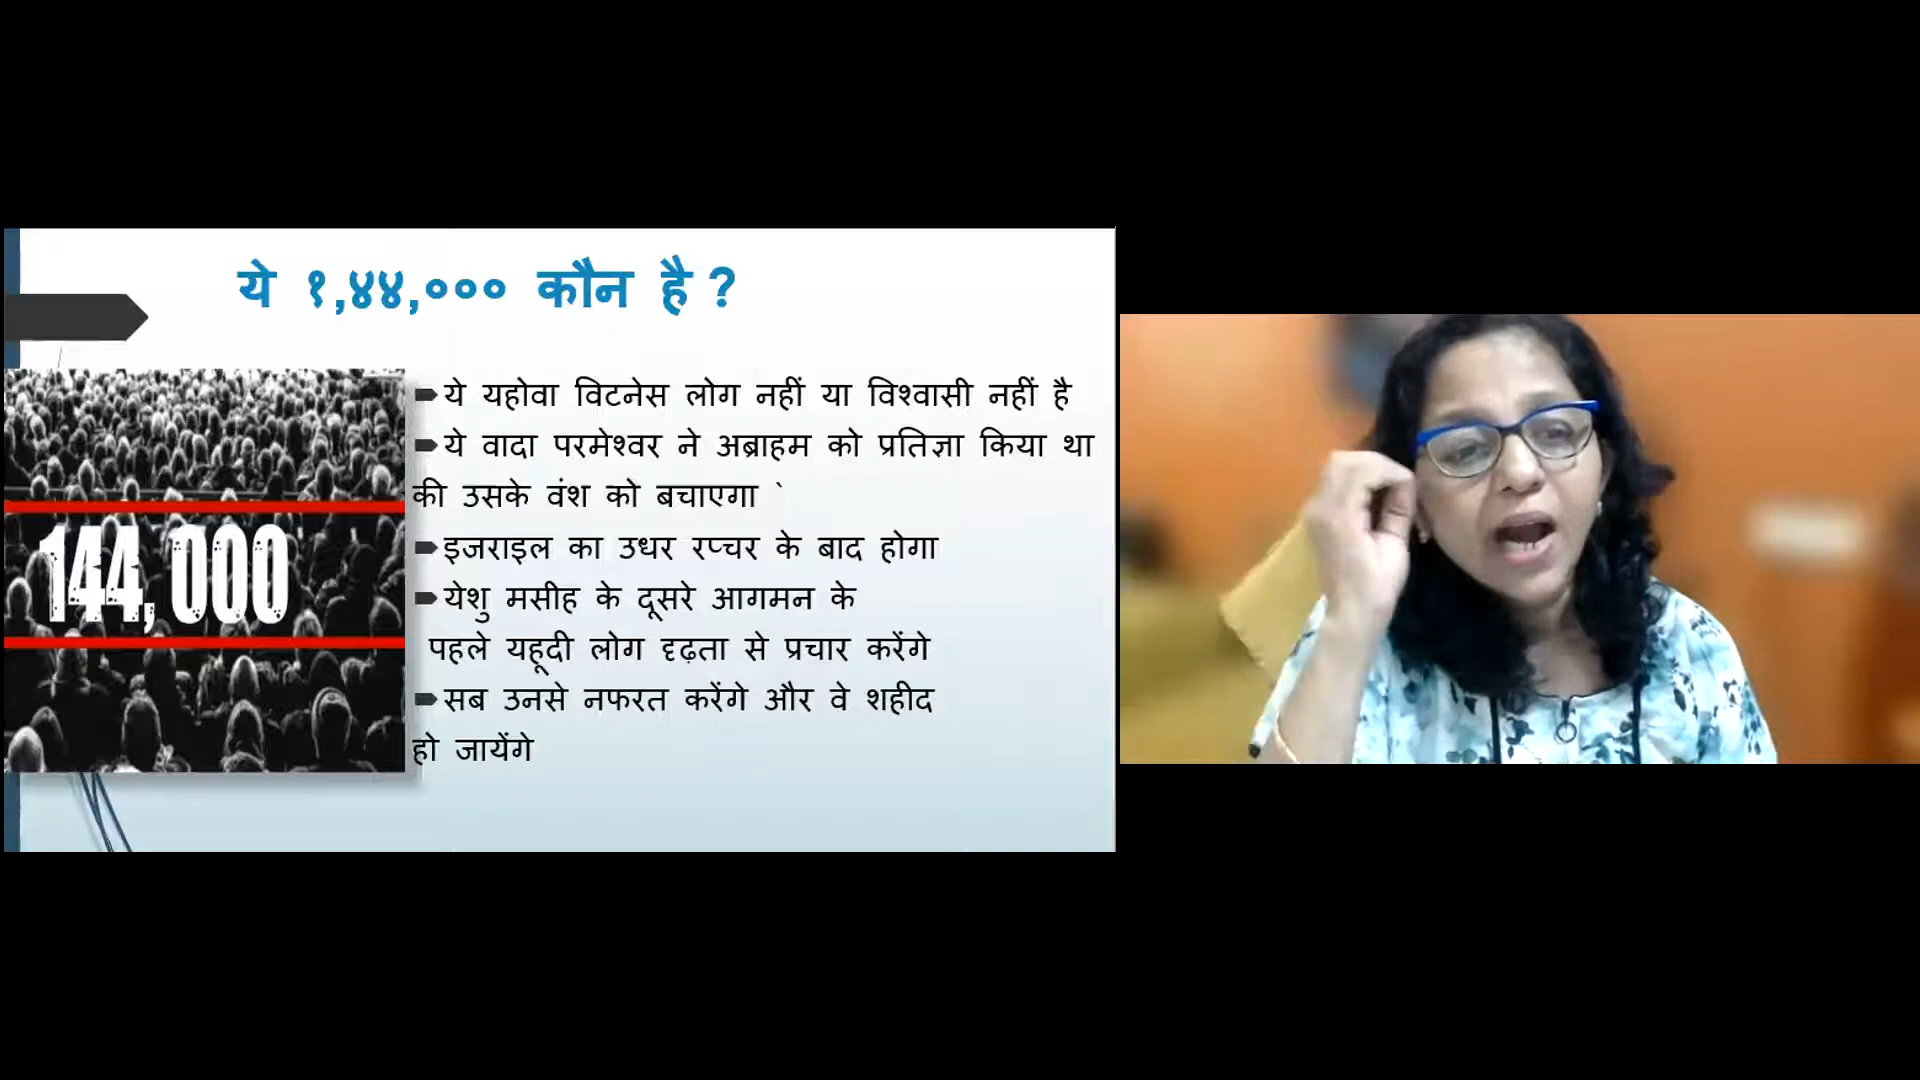 ये १,४४,००० कौन है ?
ये यहोवा विटनेस लोग नहीं या विश्वासी नहीं है
ये वादा परमेश्वर ने अब्राहम को प्रतिज्ञा किया था
की उसके वंश को बचाएगा `
इजराइल का उधर रप्चर के बाद होगा
येशु मसीह के दूसरे आगमन के
पहले यहूदी लोग दृढ़ता से प्रचार करेंगे
सब उनसे नफरत करेंगे और वे शहीद
हो जायेंगे
144,000